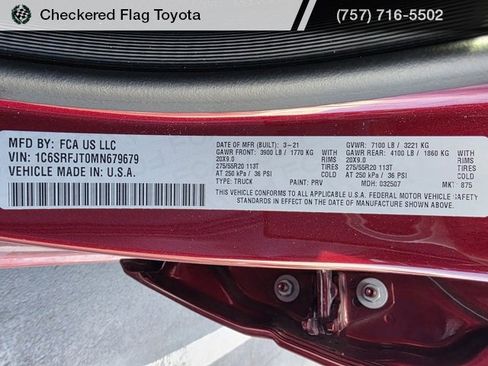 Checkered Flag Toyota (757) 716-5502
MFD BY: FCA US LLC
VIN: 1C6SRFJT0MN679679
VEHICLE MADE IN: U.S.A.
DATE OF MFR (BUILT): 3-21 GVWR: 7100 LB / 3221 KG
GAWR FRONT: 3900 LB / 1770 KG RIMS GAWR REAR: 4100 LB / 1860 KG RIMS
20X9.0 20X9.0
275/55R20 113T TIRES 275/55R20 113T TIRES
AT 250 kPa / 36 PSI COLD AT 250 kPa / 36 PSI COLD
TYPE: TRUCK PAINT: PRV MDH: 032507 MKT: 875
THIS VEHICLE CONFORMS TO ALL APPLICABLE U.S.A. FEDERAL MOTOR VEHICLE SAFETY
STANDARDS IN EFFECT ON THE DATE OF MANUFACTURE SHOWN ABOVE.